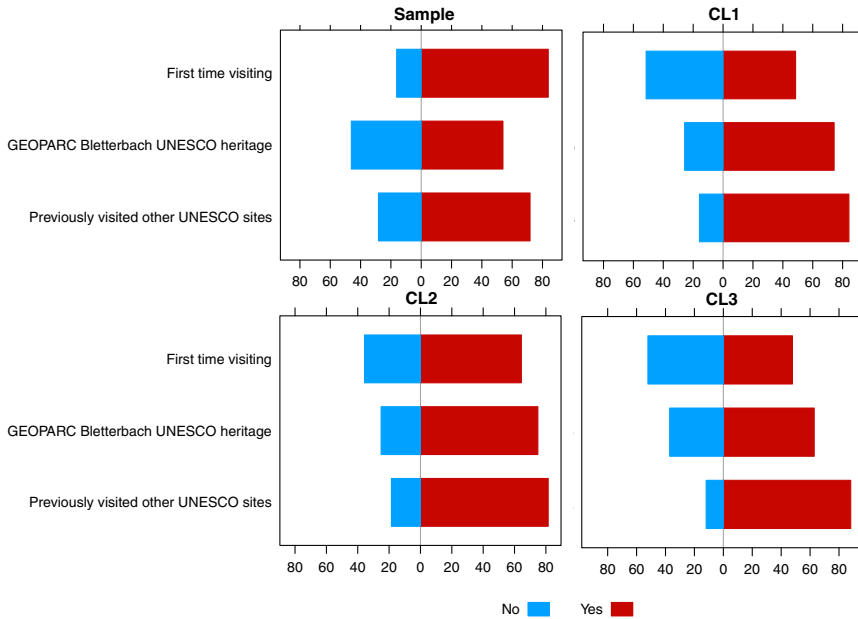 Sample
CL1
First time visiting
GEOPARC Bletterbach UNESCO heritage
Previously visited other UNESCO sites
80 60 40 20 0 20 40 60 80
80 60 40 20 0 20 40 60 80
CL2
CL3
First time visiting
GEOPARC Bletterbach UNESCO heritage
Previously visited other UNESCO sites
80 60 40 20 0 20 40 60 80
80 60 40 20 0 20 40 60 80
No Yes